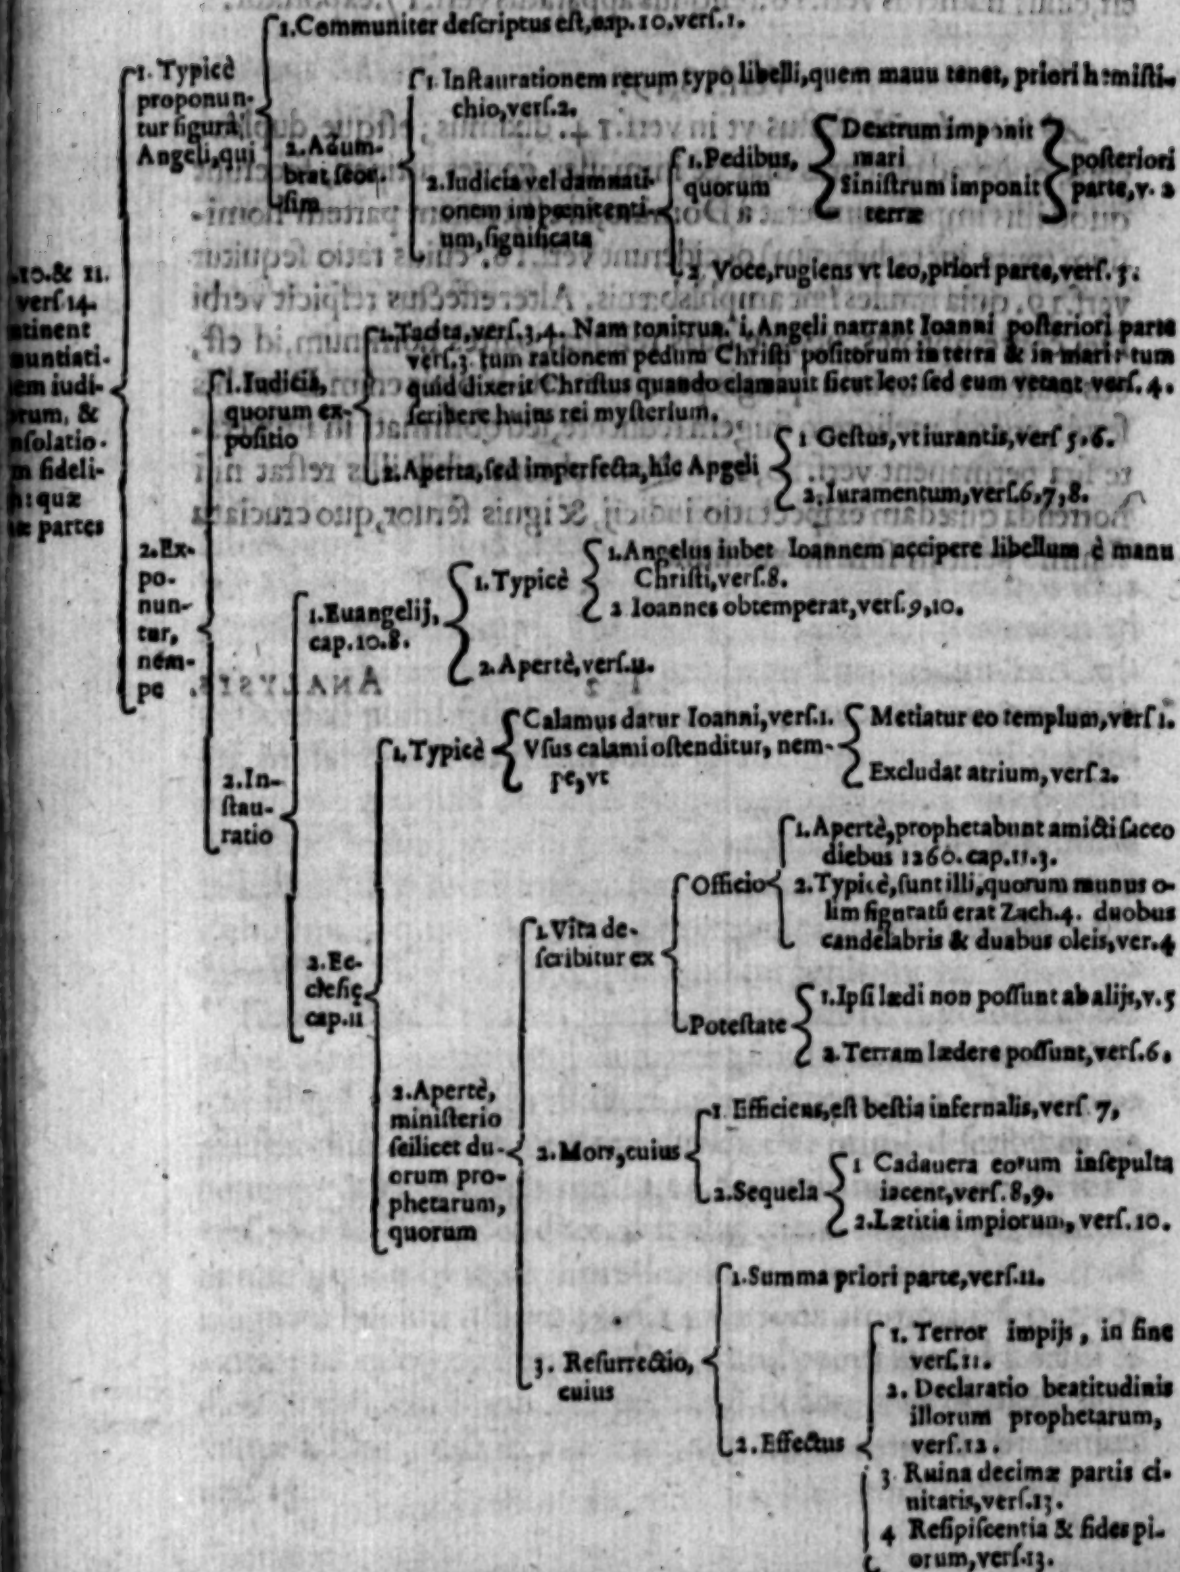 1. Communiter descriptus est, cap. 10. vers. 1.
1. Typicè
proponun-
tur figura
Angeli, qui
2. Adum-
brat seor-
sim
1. Instaurationem rerum typo libelli, quem manu tenet, priori hemisti-
chio, vers. 2.
2. Iudicia vel damnati-
onem impœnitenti-
um, significata
1. Pedibus,
quorum
Dextrum imponit
mari
Sinistrum imponit
terræ
posteriori
parte, v. 2
2. Voce, rugiens vt leo, priori parte, vers. 3.
.10. & 11.
vers 14.
tinent
nuntiati-
em iudi-
rum, &
nsolatio-
m fideli-
: quæ
æ partes
2. Ex-
po-
nun-
tur,
nem-
pe
1. Iudicia,
quorum ex-
positio
1. Tacita, vers. 3, 4. Nam tonitrua. i. Angeli narrant Ioanni posteriori parte
vers. 3. tum rationem pedum Christi positorum in terra & in mari: tum
quid dixerit Christus quando clamauit sicut leo: sed eum vetant vers. 4.
scribere huius rei mysterium.
2. Aperta, sed imperfecta, hic Angeli
1 Gestus, vt iurantis, vers 5. 6.
2. Iuramentum, vers. 6, 7, 8.
2. In-
stau-
ratio
1. Euangelij,
cap. 10. 8.
1. Typicè
1. Angelus iubet Ioannem accipere libellum è manu
Christi, vers. 8.
2 Ioannes obtemperat, vers. 9, 10.
2. Apertè, vers. 11.
2. Ec-
clesię
cap. 11
1. Typicè
Calamus datur Ioanni, vers. 1.
Vsus calami ostenditur, nem-
pe, vt
Metiatur eo templum, vers 1.
Excludat atrium, vers 2.
2. Apertè,
ministerio
scilicet du-
orum pro-
phetarum,
quorum
1. Vita de-
scribitur ex
Officio
1. Apertè, prophetabunt amicti sacco
diebus 1260. cap. 11. 3.
2. Typicè, sunt illi, quorum munus o-
lim figuratũ erat Zach. 4. duobus
candelabris & duabus oleis, ver. 4
Potestate
1. Ipsi lædi non possunt ab alijs, v. 5
2. Terram lædere possunt, vers. 6.
2. Mors, cuius
1 Efficiens, est bestia infernalis, vers 7,
2. Sequela
1 Cadauera eorum insepulta
iacent, vers. 8, 9.
2. Lætitia impiorum, vers. 10.
3. Resurrectio,
cuius
1. Summa priori parte, vers. 11.
2. Effectus
1. Terror impijs, in fine
vers. 11.
2. Declaratio beatitudinis
illorum prophetarum,
vers. 12.
3 Ruina decimæ partis ci-
uitatis, vers. 13.
4 Resipiscentia & fides pi-
orum, vers. 13.